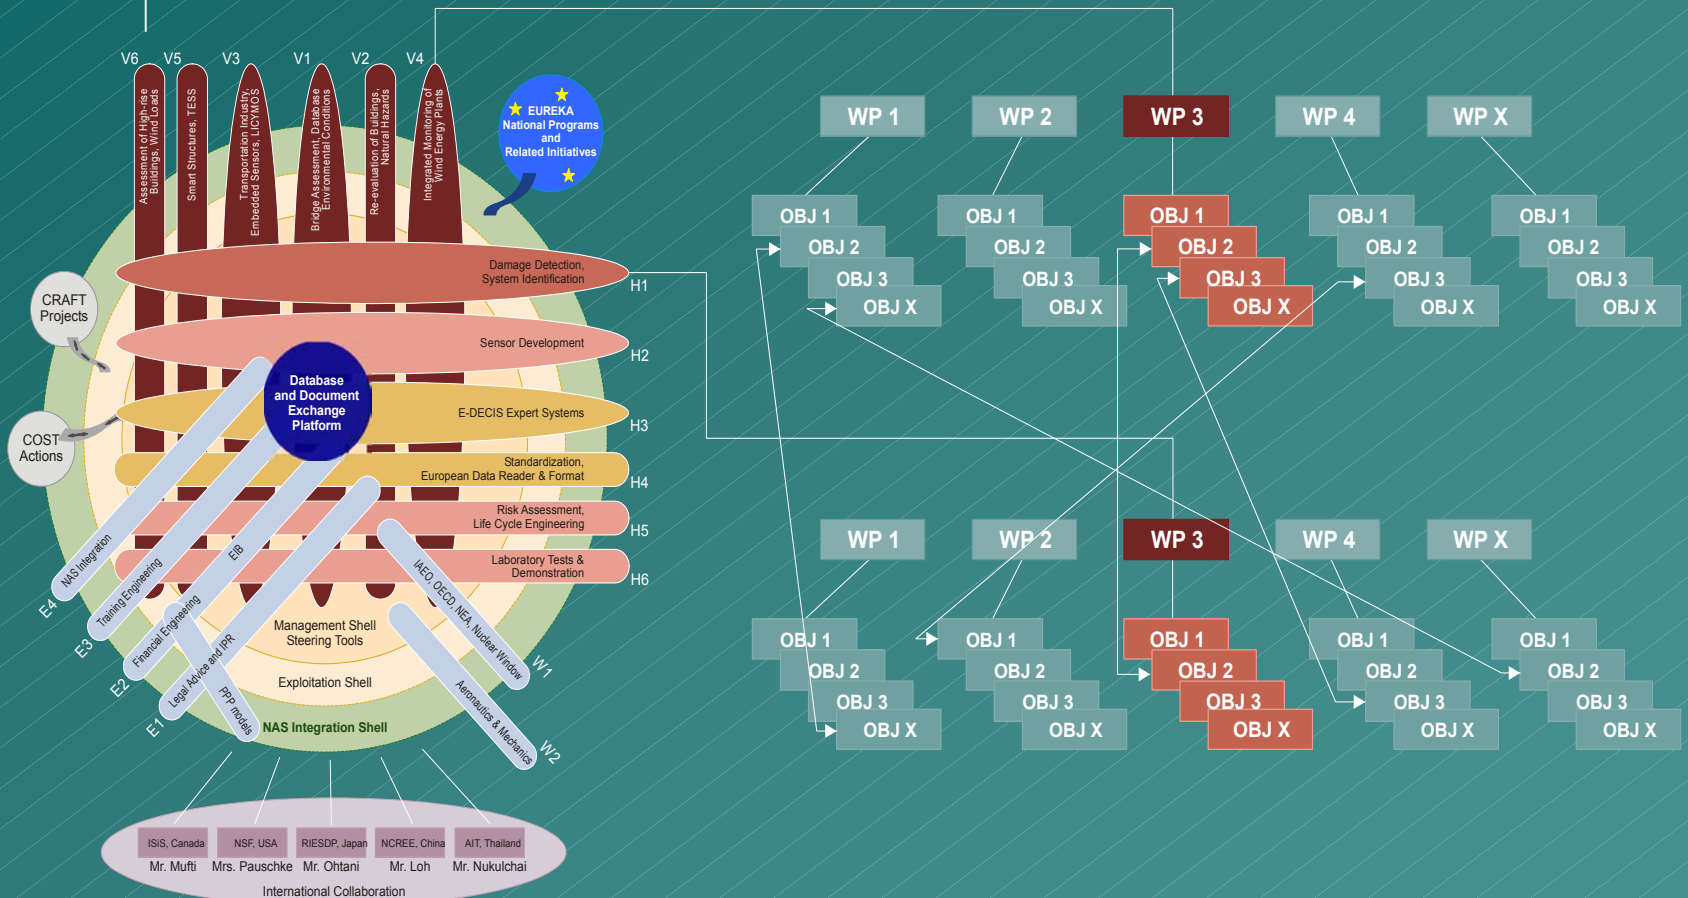 V6
V5
V3
V1
V2
V4
Assessment of High-rise
Buildings, Wind Loads
Smart Structures, TESS
Transportation Industry,
Embedded Sensors, LICYMOS
Bridge Assessment, Database
Environmental Conditions
Re-evaluation of Buildings,
Natural Hazards
Integrated Monitoring of
Wind Energy Plants
EUREKA
National Programs
and
Related Initiatives
CRAFT
Projects
COST
Actions
Damage Detection,
System Identification
H1
Sensor Development
H2
Database
and Document
Exchange
Platform
E-DECIS Expert Systems
H3
Standardization,
European Data Reader & Format
H4
Risk Assessment,
Life Cycle Engineering
H5
Laboratory Tests &
Demonstration
H6
NAS Integration
E4
Training Engineering
E3
EIB
Financial Engineering
E2
Legal Advice and IPR
E1
PPP models
IAEO, OECD, NEA, Nuclear Window
W1
Aeronautics & Mechanics
W2
Management Shell
Steering Tools
Exploitation Shell
NAS Integration Shell
ISiS, Canada
NSF, USA
RIESDP, Japan
NCREE, China
AIT, Thailand
Mr. Mufti
Mrs. Pauschke
Mr. Ohtani
Mr. Loh
Mr. Nukulchai
International Collaboration
WP 1
WP 2
WP 3
WP 4
WP X
OBJ 1
OBJ 2
OBJ 3
OBJ X
OBJ 1
OBJ 2
OBJ 3
OBJ X
OBJ 1
OBJ 2
OBJ 3
OBJ X
OBJ 1
OBJ 2
OBJ 3
OBJ X
OBJ 1
OBJ 2
OBJ 3
OBJ X
WP 1
WP 2
WP 3
WP 4
WP X
OBJ 1
OBJ 2
OBJ 3
OBJ X
OBJ 1
OBJ 2
OBJ 3
OBJ X
OBJ 1
OBJ 2
OBJ 3
OBJ X
OBJ 1
OBJ 2
OBJ 3
OBJ X
OBJ 1
OBJ 2
OBJ 3
OBJ X